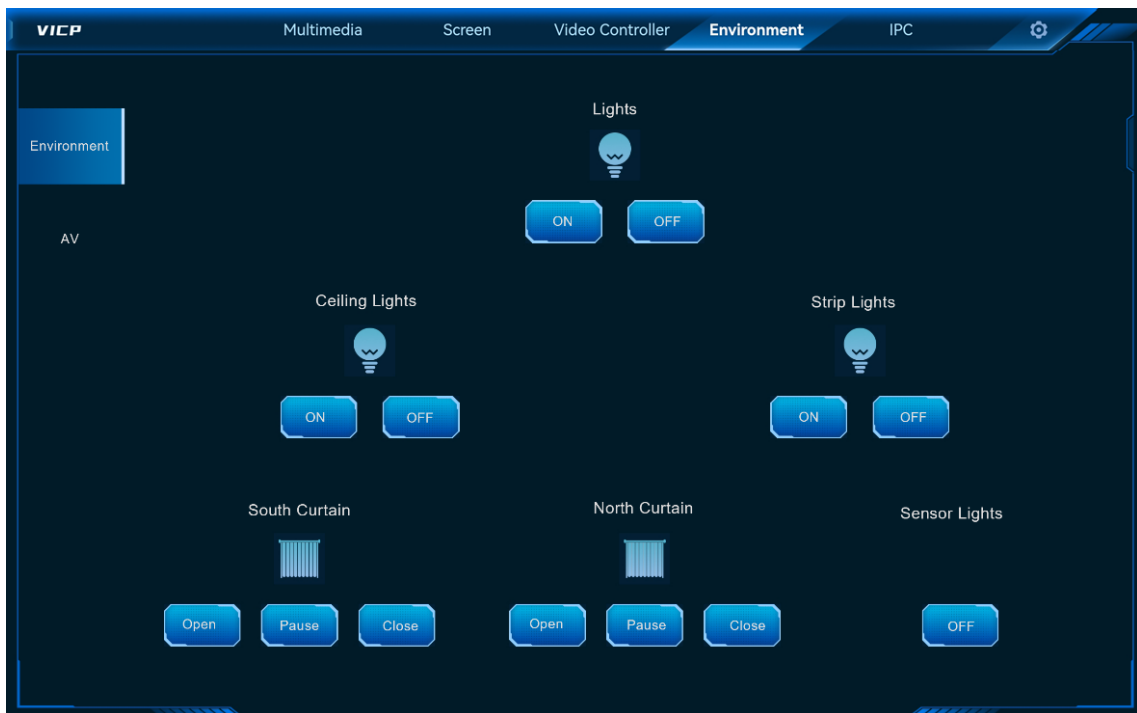 VICP
Multimedia
Screen
Video Controller
Environment
IPC
Environment
AV
Lights
ON
OFF
Ceiling Lights
ON
OFF
Strip Lights
ON
OFF
South Curtain
Open
Pause
Close
North Curtain
Open
Pause
Close
Sensor Lights
OFF